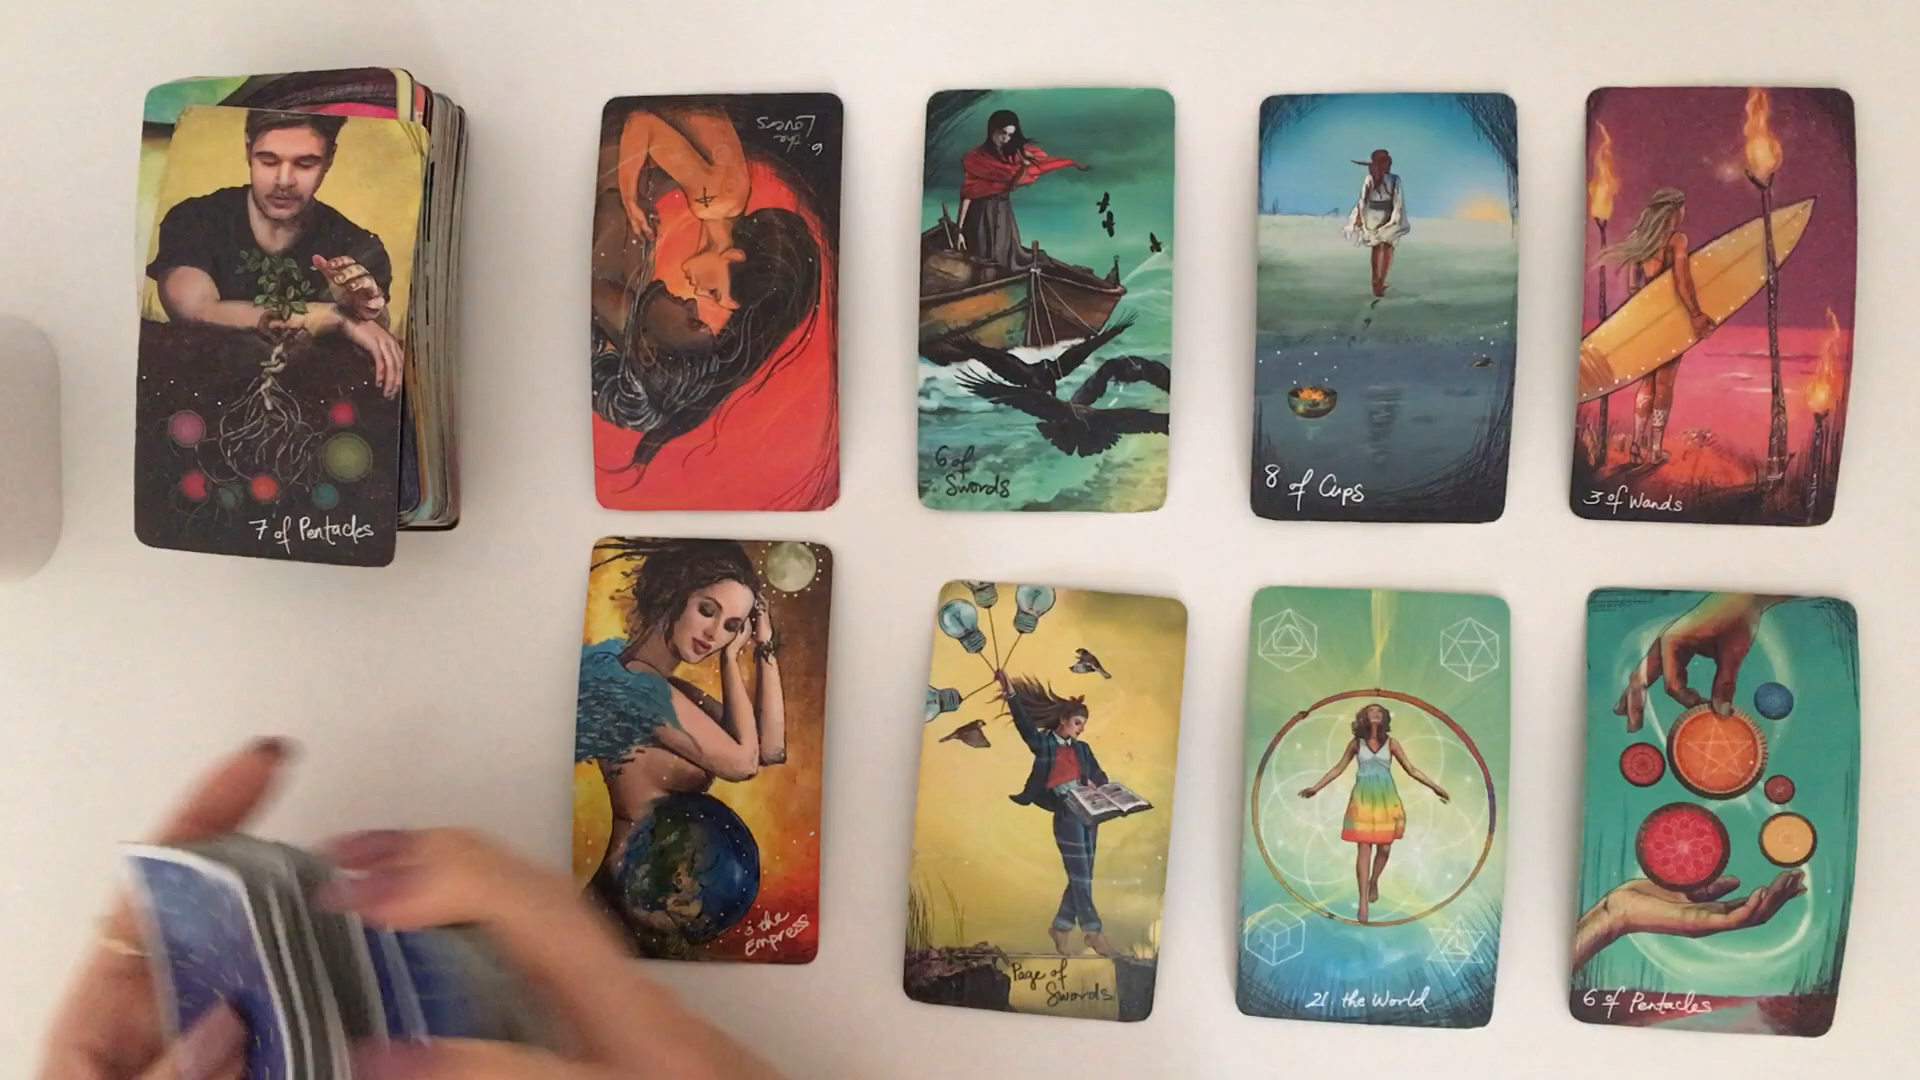 7 of Pentacles
6. the
Lovers
6 of
Swords
8 of Cups
3 of Wands
3 the
Empress
Page of
Swords
21. the World
6 of Pentacles